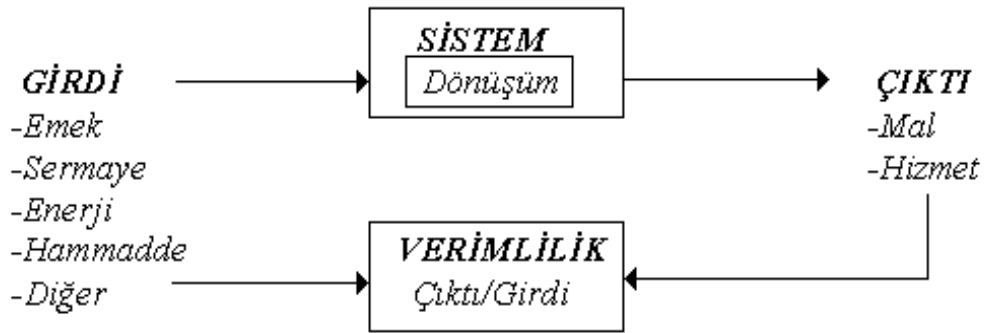 SİSTEM
Dönüşüm
GİRDİ
-Emek
-Sermaye
-Enerji
-Hammadde
-Diğer
ÇIKTI
-Mal
-Hizmet
VERİMLİLİK
Çıktı/Girdi